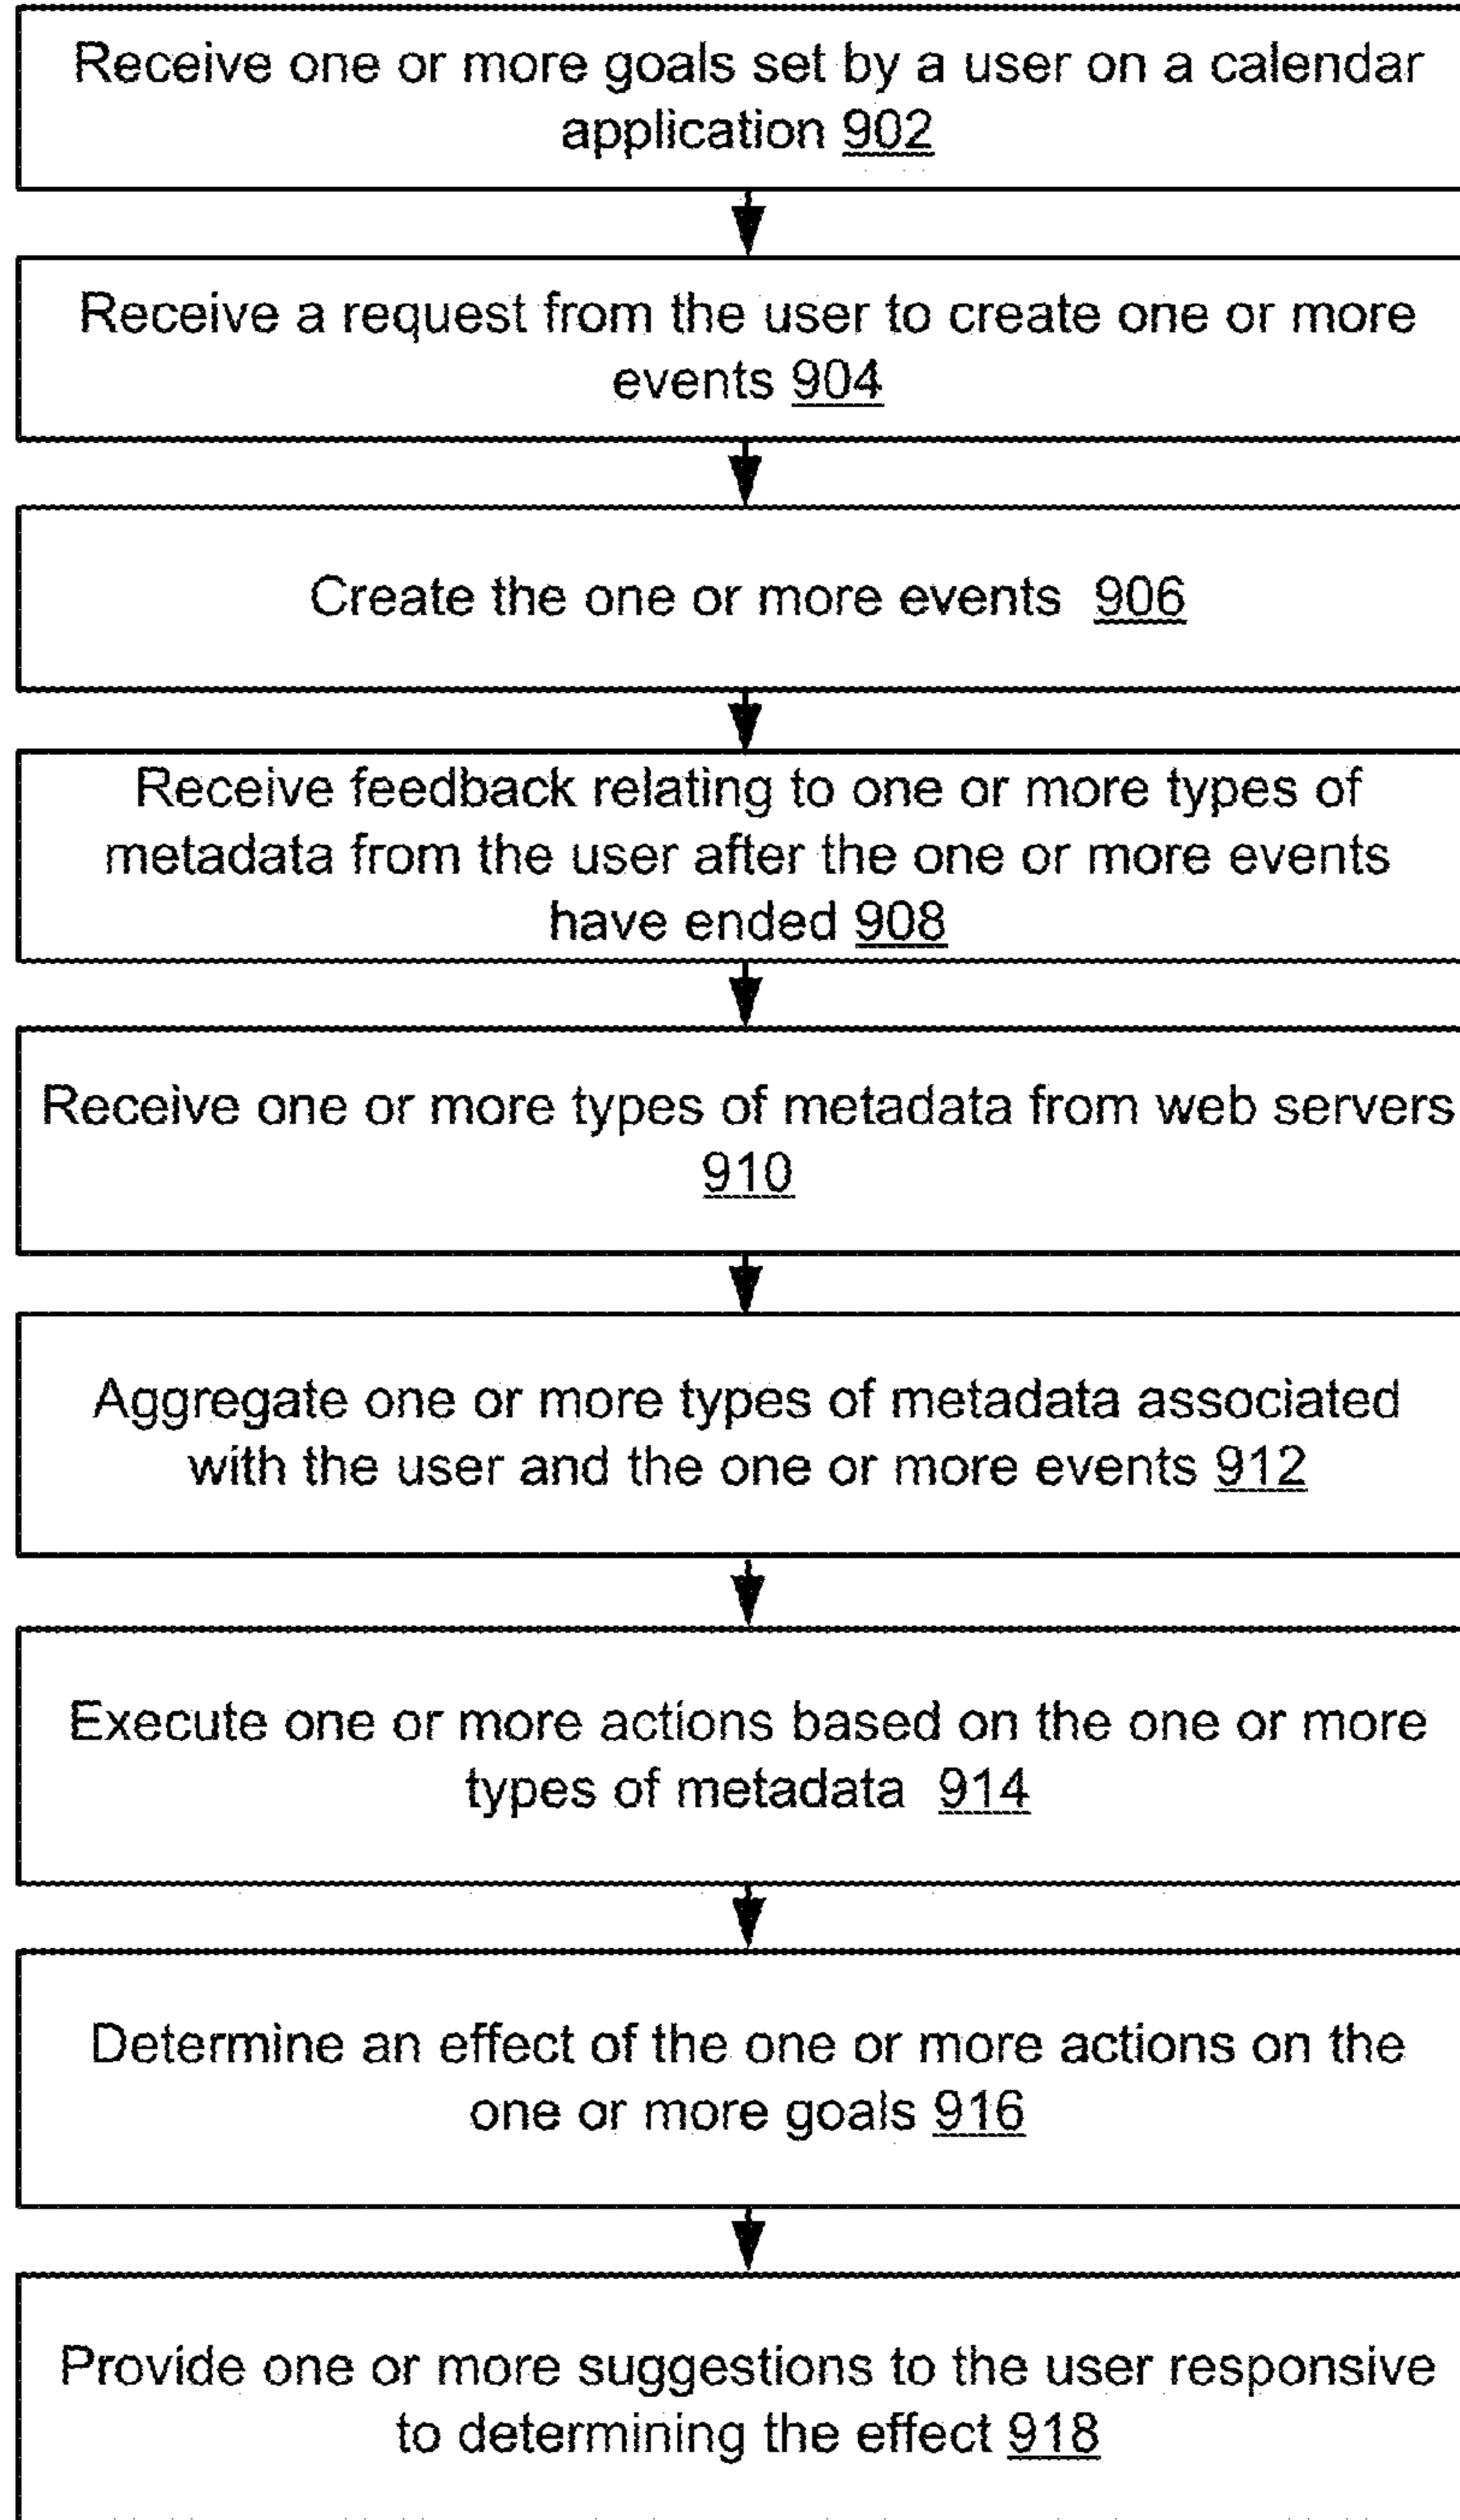 Receive one or more goals set by a user on a calendar
application 902
Receive a request from the user to create one or more
events 904
Create the one or more events 906
Receive feedback relating to one or more types of
metadata from the user after the one or more events
have ended 908
Receive one or more types of metadata from web servers
910
Aggregate one or more types of metadata associated
with the user and the one or more events 912
Execute one or more actions based on the one or more
types of metadata 914
Determine an effect of the one or more actions on the
one or more goals 916
Provide one or more suggestions to the user responsive
to determining the effect 918